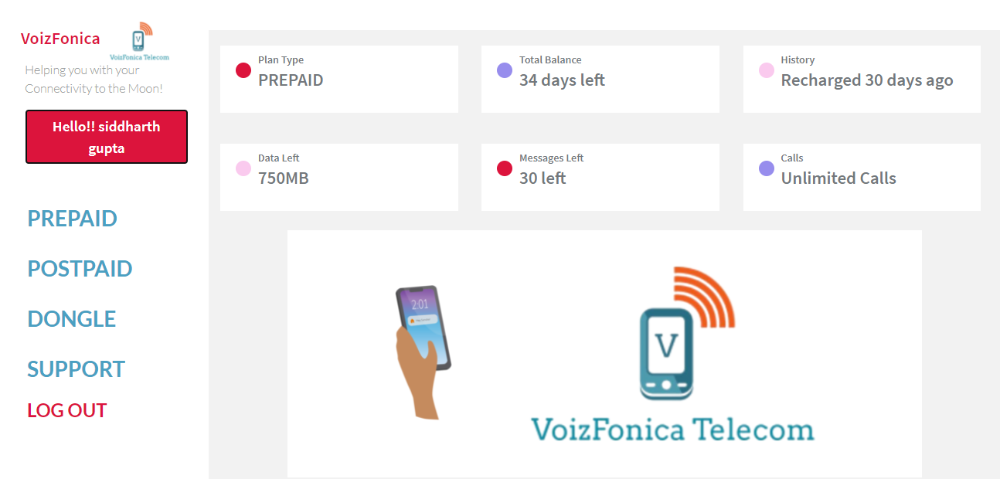 VoizFonica
V
VoizFonica Telecom
Helping you with your
Connectivity to the Moon!
Hello!! siddharth
gupta
PREPAID
POSTPAID
DONGLE
SUPPORT
LOG OUT
Plan Type
PREPAID
Total Balance
34 days left
History
Recharged 30 days ago
Data Left
750MB
Messages Left
30 left
Calls
Unlimited Calls
2:01
V
VoizFonica Telecom